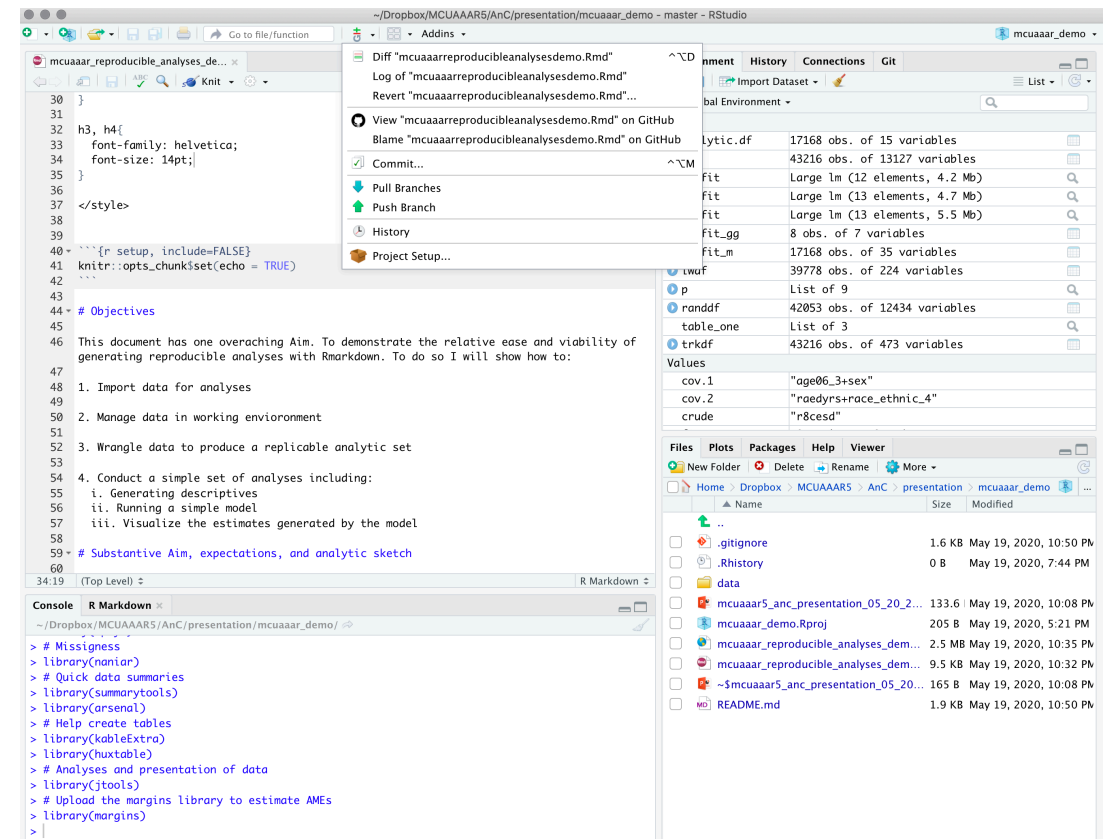 ~/Dropbox/MCUAAAR5/AnC/presentation/mcuaaar_demo - master - RStudio
Go to file/function
Addins
mcuaaar_demo
mcuaaar_reproducible_analyses_de...
ABC
Knit
30 }
31
32 h3, h4{
33 font-family: helvetica;
34 font-size: 14pt;
35 }
36
37 </style>
38
39
40 ```{r setup, include=FALSE}
41 knitr::opts_chunk$set(echo = TRUE)
42 ```
43
44 # Objectives
45
46 This document has one overaching Aim. To demonstrate the relative ease and viability of
generating reproducible analyses with Rmarkdown. To do so I will show how to:
47
48 1. Import data for analyses
49
50 2. Manage data in working enviornment
51
52 3. Wrangle data to produce a replicable analytic set
53
54 4. Conduct a simple set of analyses including:
55 i. Generating descriptives
56 ii. Running a simple model
57 iii. Visualize the estimates generated by the model
58
59 # Substantive Aim, expectations, and analytic sketch
60
34:19 (Top Level) R Markdown
Diff "mcuaaarreproducibleanalysesdemo.Rmd" ^⌥D
Log of "mcuaaarreproducibleanalysesdemo.Rmd"
Revert "mcuaaarreproducibleanalysesdemo.Rmd"...
View "mcuaaarreproducibleanalysesdemo.Rmd" on GitHub
Blame "mcuaaarreproducibleanalysesdemo.Rmd" on GitHub
Commit... ^⌥M
Pull Branches
Push Branch
History
Project Setup...
Console R Markdown
~/Dropbox/MCUAAAR5/AnC/presentation/mcuaaar_demo/
> # Missigness
> library(naniar)
> # Quick data summaries
> library(summarytools)
> library(arsenal)
> # Help create tables
> library(kableExtra)
> library(huxtable)
> # Analyses and presentation of data
> library(jtools)
> # Upload the margins library to estimate AMEs
> library(margins)
>
nment History Connections Git
Import Dataset List
bal Environment
lytic.df 17168 obs. of 15 variables
43216 obs. of 13127 variables
fit Large lm (12 elements, 4.2 Mb)
fit Large lm (13 elements, 4.7 Mb)
fit Large lm (13 elements, 5.5 Mb)
fit_gg 8 obs. of 7 variables
fit_m 17168 obs. of 35 variables
39778 obs. of 224 variables
p List of 9
randdf 42053 obs. of 12434 variables
table_one List of 3
trkdf 43216 obs. of 473 variables
Values
cov.1 "age06_3+sex"
cov.2 "raedyrs+race_ethnic_4"
crude "r8cesd"
Files Plots Packages Help Viewer
New Folder Delete Rename More
Home Dropbox MCUAAAR5 AnC presentation mcuaaar_demo ...
Name Size Modified
..
.gitignore 1.6 KB May 19, 2020, 10:50 PM
.Rhistory 0 B May 19, 2020, 7:44 PM
data
mcuaaar5_anc_presentation_05_20_2... 133.6 May 19, 2020, 10:08 PM
mcuaaar_demo.Rproj 205 B May 19, 2020, 5:21 PM
mcuaaar_reproducible_analyses_dem... 2.5 MB May 19, 2020, 10:35 PM
mcuaaar_reproducible_analyses_dem... 9.5 KB May 19, 2020, 10:32 PM
~$mcuaaar5_anc_presentation_05_20... 165 B May 19, 2020, 10:08 PM
MD README.md 1.9 KB May 19, 2020, 10:50 PM